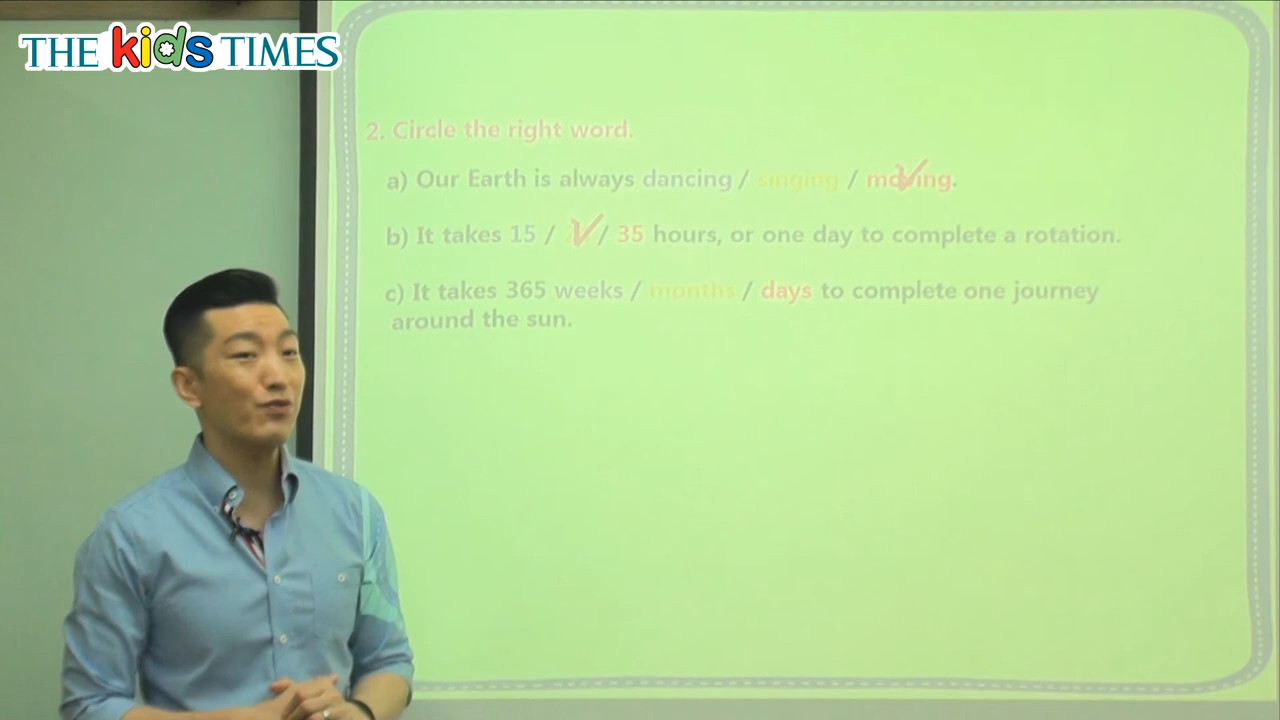 THE kids TIMES
2. Circle the right word.
a) Our Earth is always dancing / singing / moving.
b) It takes 15 / / 35 hours, or one day to complete a rotation.
c) It takes 365 weeks / months / days to complete one journey
around the sun.